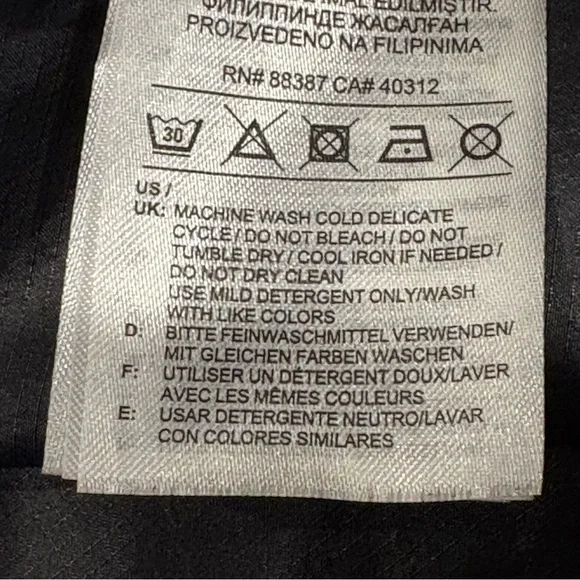 MAL EDILMİŞTİR.
ФИЛИППИНДЕ ЖАСАЛҒАН
PROIZVEDENO NA FILIPINIMA
RN# 88387 CA# 40312
30
US /
UK: MACHINE WASH COLD DELICATE
CYCLE / DO NOT BLEACH / DO NOT
TUMBLE DRY / COOL IRON IF NEEDED /
DO NOT DRY CLEAN
USE MILD DETERGENT ONLY/WASH
WITH LIKE COLORS
D: BITTE FEINWASCHMITTEL VERWENDEN/
MIT GLEICHEN FARBEN WASCHEN
F: UTILISER UN DÉTERGENT DOUX/LAVER
AVEC LES MÊMES COULEURS
E: USAR DETERGENTE NEUTRO/LAVAR
CON COLORES SIMILARES